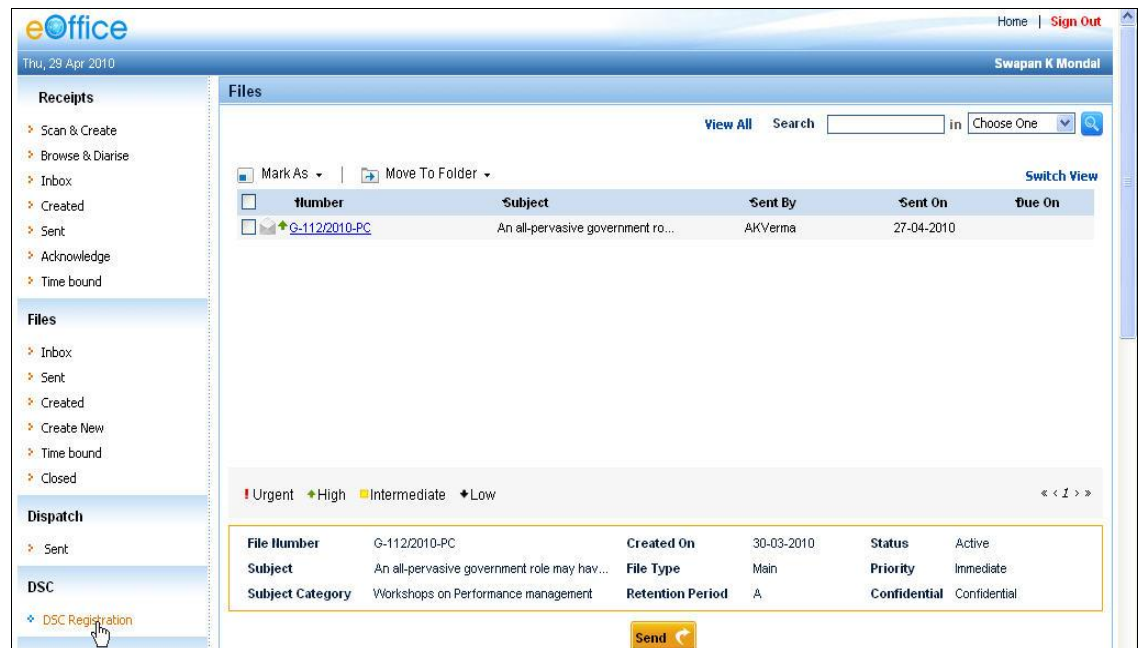 eOffice
Home | Sign Out
Thu, 29 Apr 2010
Swapan K Mondal
Receipts
Scan & Create
Browse & Diarise
Inbox
Created
Sent
Acknowledge
Time bound
Files
Inbox
Sent
Created
Create New
Time bound
Closed
Dispatch
Sent
DSC
DSC Registration
Files
View All Search in Choose One
Mark As | Move To Folder
Switch View
Number Subject Sent By Sent On Due On
G-112/2010-PC An all-pervasive government ro... AKVerma 27-04-2010
Urgent High Intermediate Low
« < 1 > »
File Number G-112/2010-PC Created On 30-03-2010 Status Active
Subject An all-pervasive government role may hav... File Type Main Priority Immediate
Subject Category Workshops on Performance management Retention Period A Confidential Confidential
Send